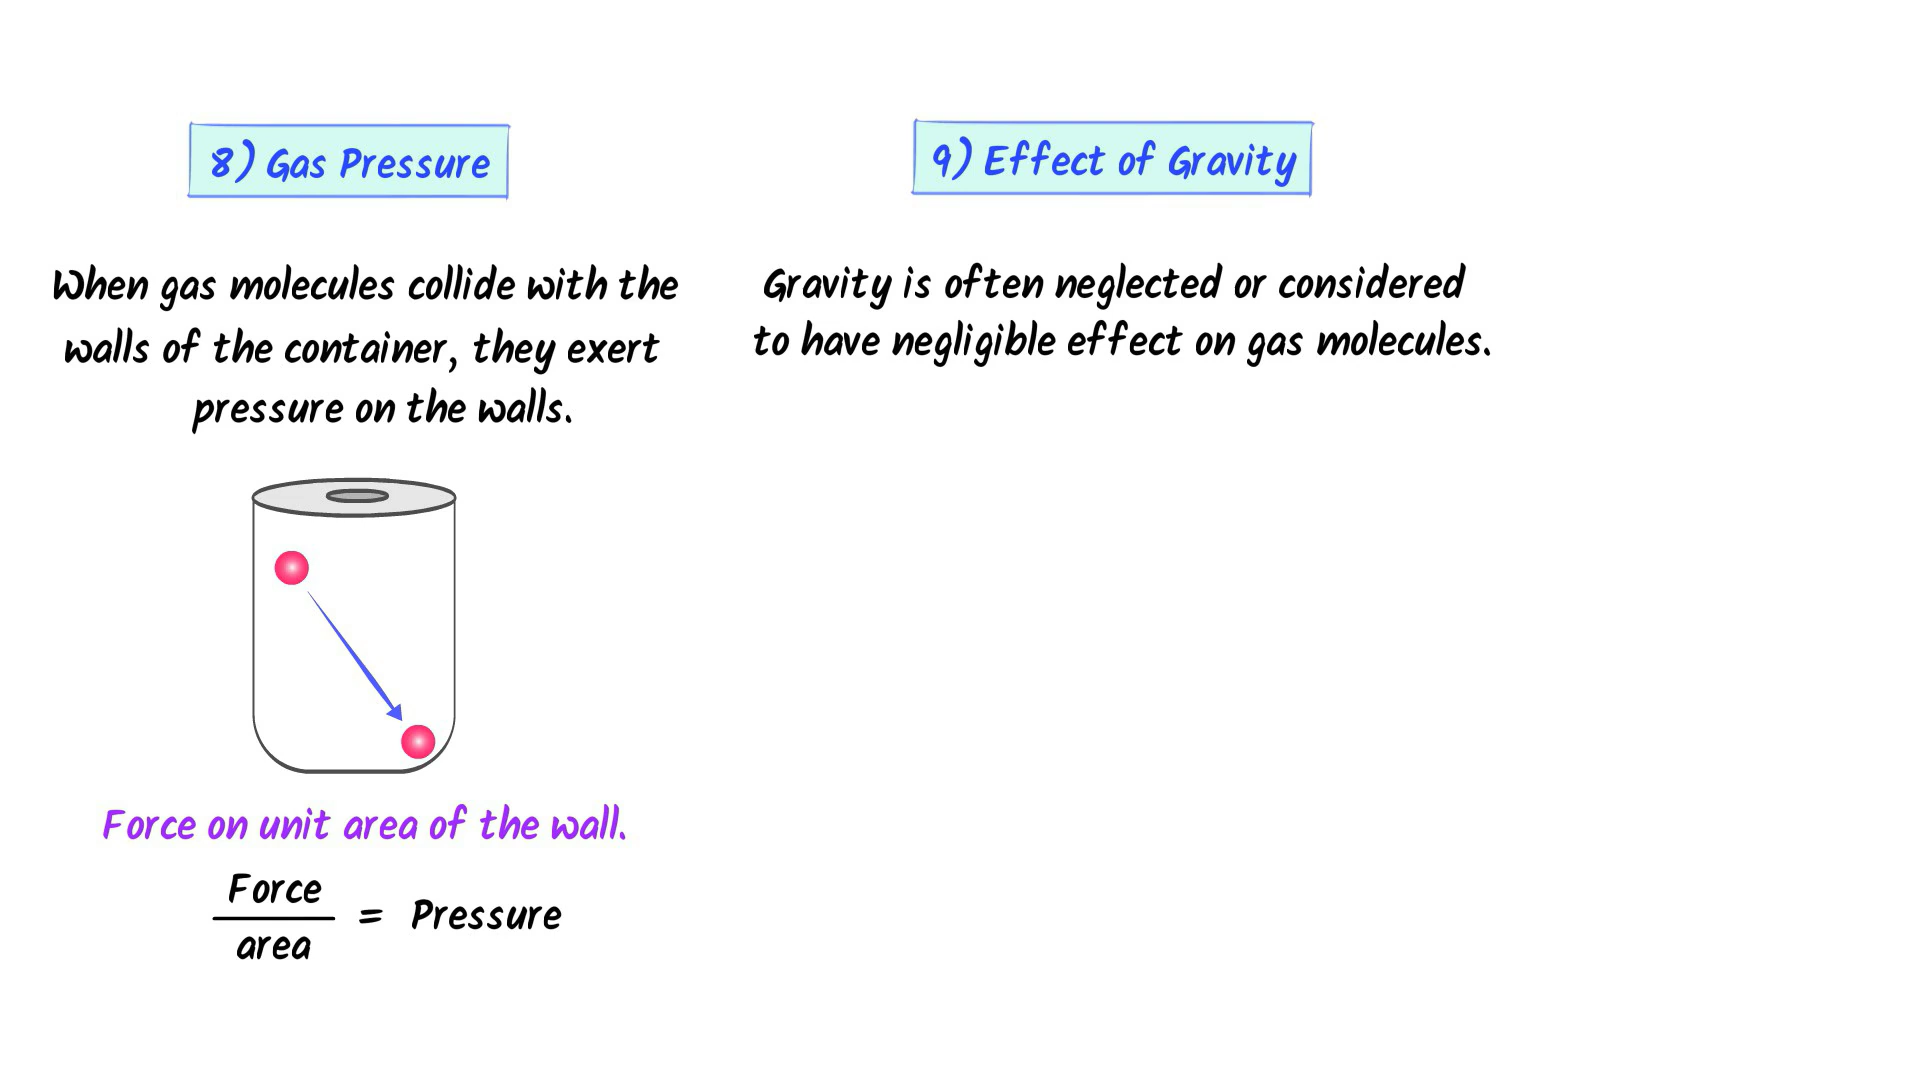 8) Gas Pressure
When gas molecules collide with the
walls of the container, they exert
pressure on the walls.
Force on unit area of the wall.
Force
area
= Pressure
9) Effect of Gravity
Gravity is often neglected or considered
to have negligible effect on gas molecules.